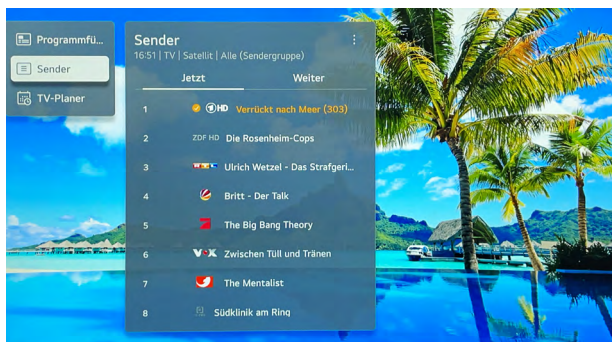 Programmfü...
Sender
TV-Planer
Sender
16:51 | TV | Satellit | Alle (Sendergruppe)
Jetzt Weiter
1 HD Verrückt nach Meer (303)
2 ZDF HD Die Rosenheim-Cops
3 RTL Ulrich Wetzel - Das Strafgeri...
4 Britt - Der Talk
5 The Big Bang Theory
6 VOX Zwischen Tüll und Tränen
7 The Mentalist
8 Südklinik am Ring